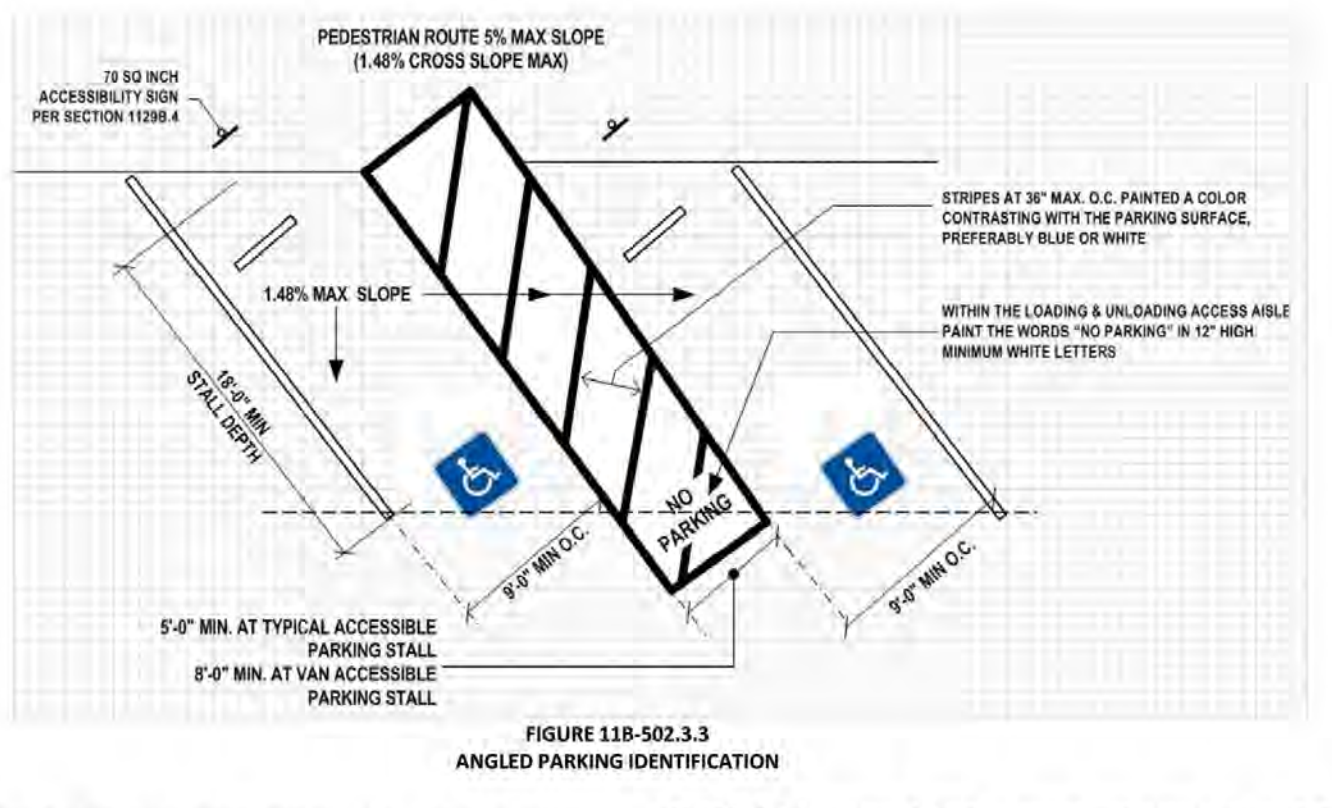 PEDESTRIAN ROUTE 5% MAX SLOPE
(1.48% CROSS SLOPE MAX)
70 SQ INCH
ACCESSIBILITY SIGN
PER SECTION 1129B.4
STRIPES AT 36" MAX. O.C. PAINTED A COLOR
CONTRASTING WITH THE PARKING SURFACE,
PREFERABLY BLUE OR WHITE
1.48% MAX. SLOPE
WITHIN THE LOADING & UNLOADING ACCESS AISLE
PAINT THE WORDS "NO PARKING" IN 12" HIGH
MINIMUM WHITE LETTERS
18'-0" MIN
STALL DEPTH
NO
PARKING
9'-0" MIN O.C.
9'-0" MIN O.C.
5'-0" MIN. AT TYPICAL ACCESSIBLE
PARKING STALL
8'-0" MIN. AT VAN ACCESSIBLE
PARKING STALL
FIGURE 11B-502.3.3
ANGLED PARKING IDENTIFICATION